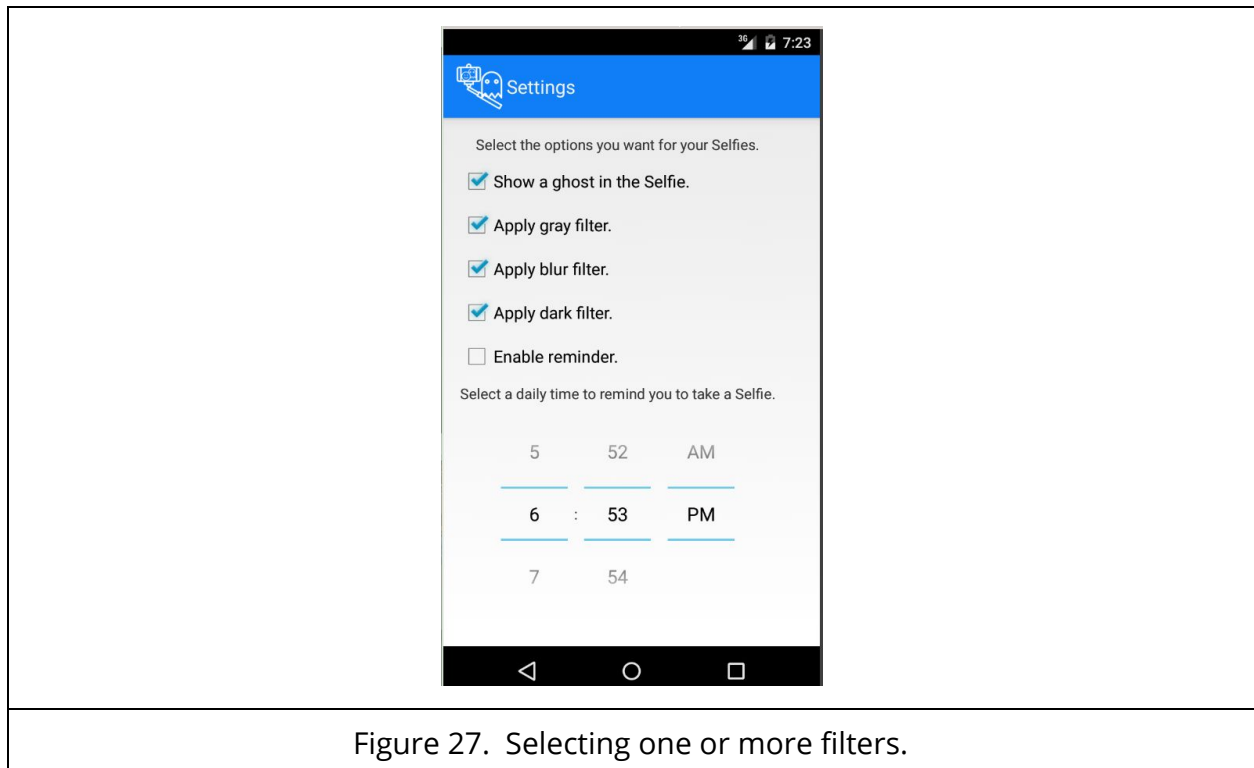 3G 7:23
Settings
Select the options you want for your Selfies.
Show a ghost in the Selfie.
Apply gray filter.
Apply blur filter.
Apply dark filter.
Enable reminder.
Select a daily time to remind you to take a Selfie.
5 52 AM
6 : 53 PM
7 54
Figure 27. Selecting one or more filters.